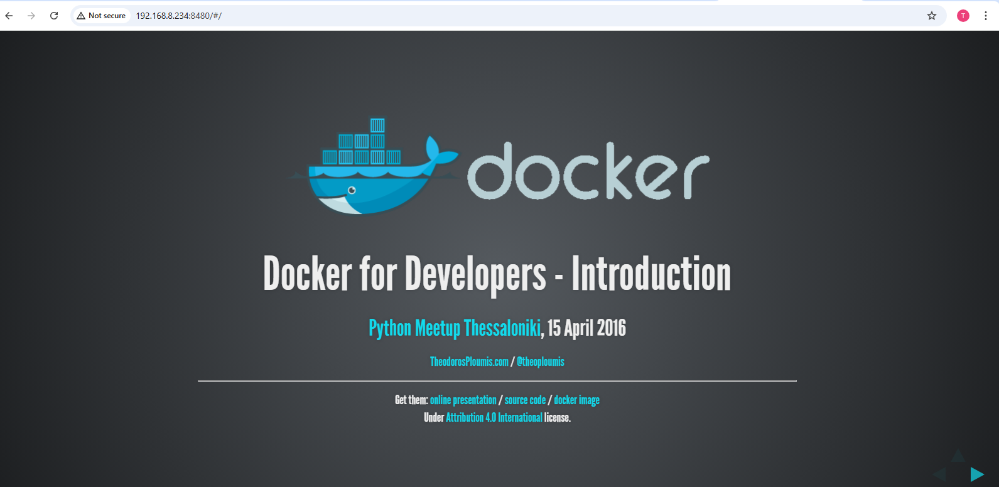 Not secure 192.168.8.234:8480/#/ T
docker
Docker for Developers - Introduction
Python Meetup Thessaloniki, 15 April 2016
TheodorosPloumis.com / @theoploumis
Get them: online presentation / source code / docker image
Under Attribution 4.0 International license.